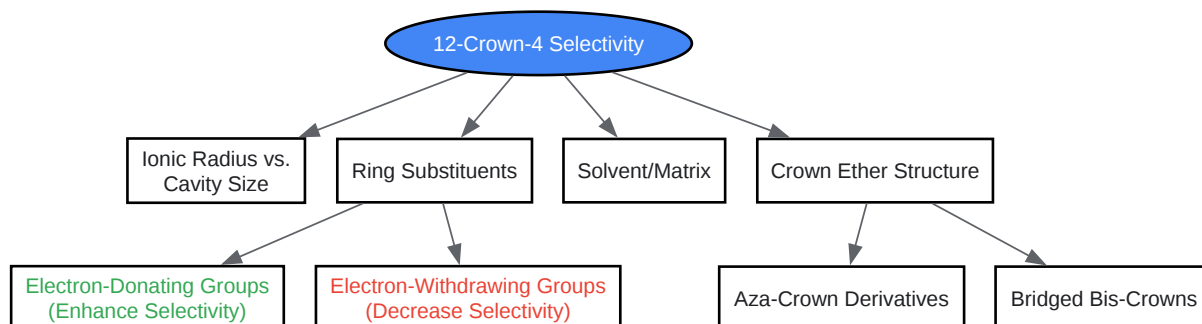 12-Crown-4 Selectivity
Ionic Radius vs.
Cavity Size
Ring Substituents
Solvent/Matrix
Crown Ether Structure
Electron-Donating Groups
(Enhance Selectivity)
Electron-Withdrawing Groups
(Decrease Selectivity)
Aza-Crown Derivatives
Bridged Bis-Crowns